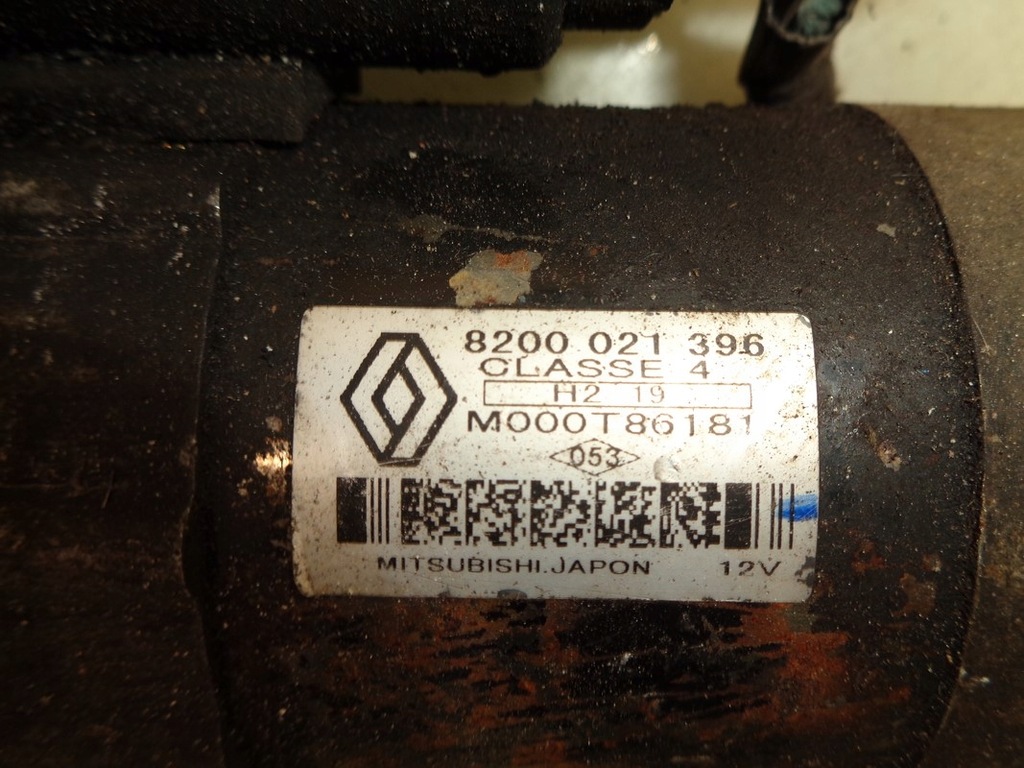 8200 021 396
CLASSE 4
H2 19
M000T86181
053
MITSUBISHI.JAPON 12V